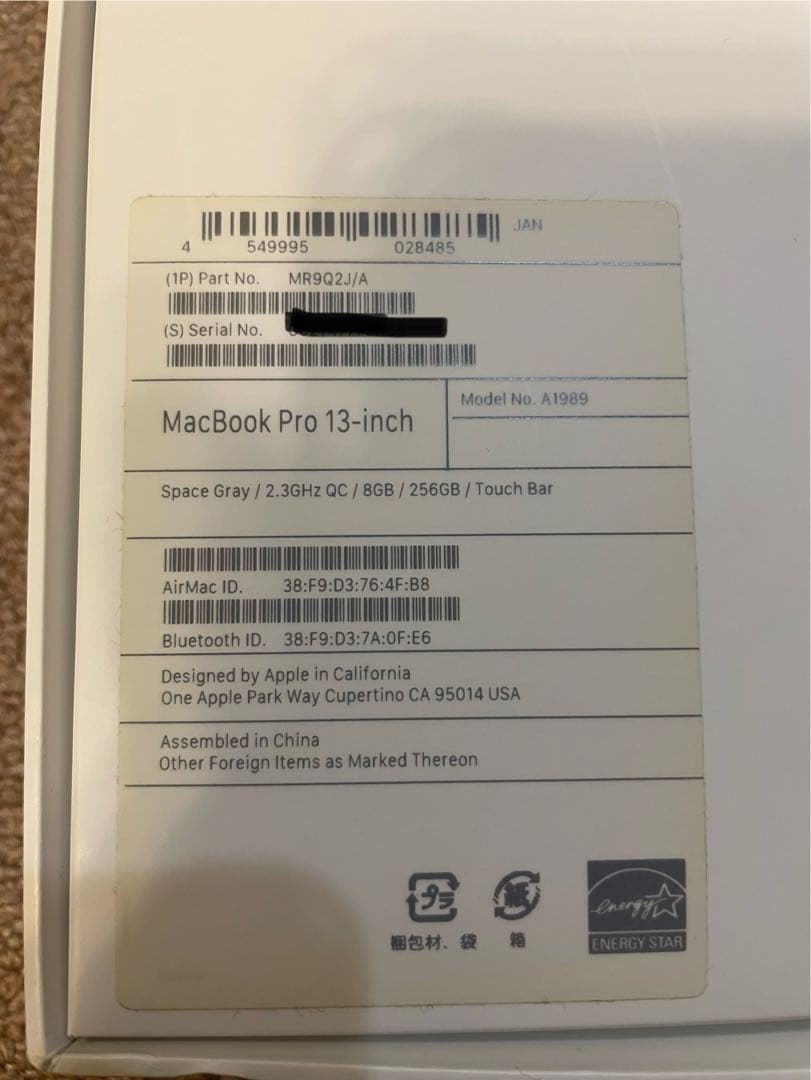 JAN
4 549995 028485
(1P) Part No. MR9Q2J/A
(S) Serial No.
MacBook Pro 13-inch
Model No. A1989
Space Gray / 2.3GHz QC / 8GB / 256GB / Touch Bar
AirMac ID. 38:F9:D3:76:4F:B8
Bluetooth ID. 38:F9:D3:7A:0F:E6
Designed by Apple in California
One Apple Park Way Cupertino CA 95014 USA
Assembled in China
Other Foreign Items as Marked Thereon
プラ
紙
energy
梱包材、袋
箱
ENERGY STAR